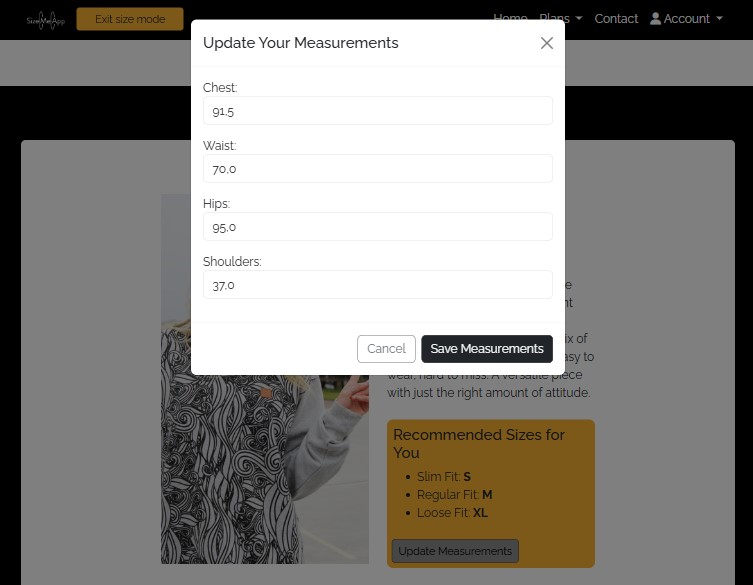 SizeMeApp
Exit size mode
Home Plans Contact Account
Update Your Measurements
Chest:
91,5
Waist:
70,0
Hips:
95,0
Shoulders:
37,0
Cancel
Save Measurements
easy to
wear, hard to miss. A versatile piece
with just the right amount of attitude.
Recommended Sizes for
You
Slim Fit: S
Regular Fit: M
Loose Fit: XL
Update Measurements